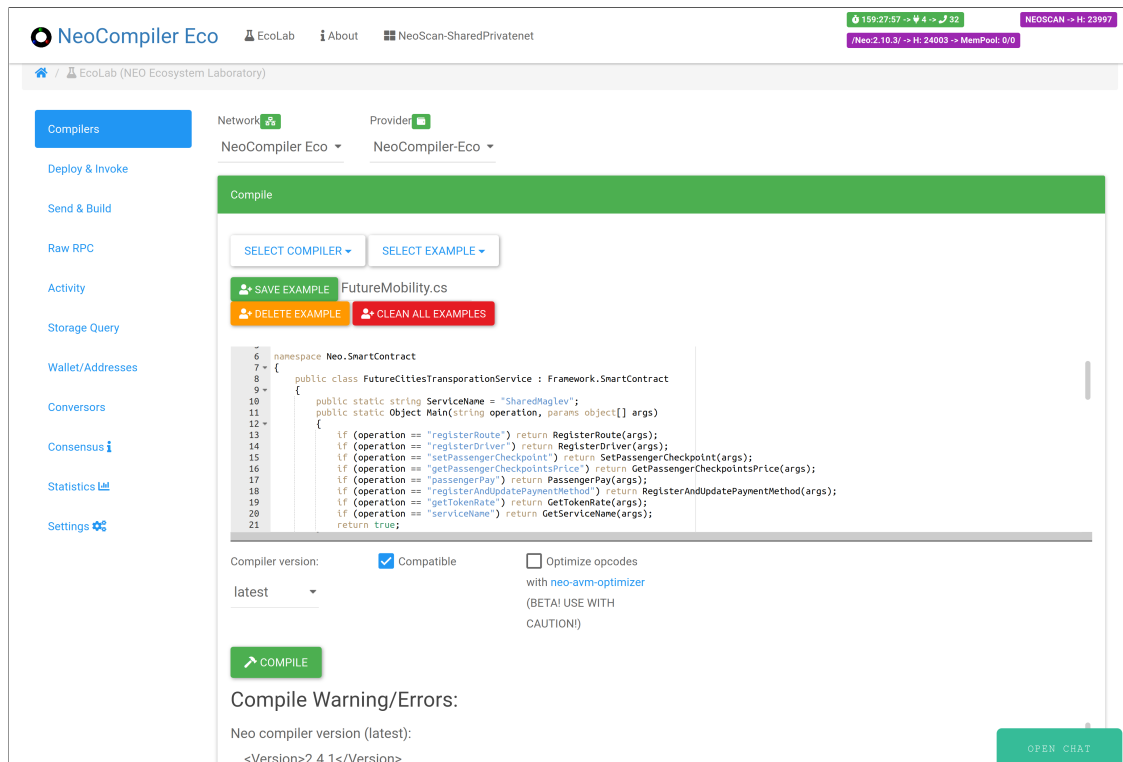 NeoCompiler Eco
EcoLab
About
NeoScan-SharedPrivatenet
159:27:57 -> 4 -> 32
NEOSCAN -> H: 23997
/Neo:2.10.3/ -> H: 24003 -> MemPool: 0/0
/ EcoLab (NEO Ecosystem Laboratory)
Compilers
Deploy & Invoke
Send & Build
Raw RPC
Activity
Storage Query
Wallet/Addresses
Conversors
Consensus
Statistics
Settings
Network
Provider
NeoCompiler Eco
NeoCompiler-Eco
Compile
SELECT COMPILER
SELECT EXAMPLE
SAVE EXAMPLE
FutureMobility.cs
DELETE EXAMPLE
CLEAN ALL EXAMPLES
6 namespace Neo.SmartContract
7 {
8 public class FutureCitiesTransporationService : Framework.SmartContract
9 {
10 public static string ServiceName = "SharedMaglev";
11 public static Object Main(string operation, params object[] args)
12 {
13 if (operation == "registerRoute") return RegisterRoute(args);
14 if (operation == "registerDriver") return RegisterDriver(args);
15 if (operation == "setPassengerCheckpoint") return SetPassengerCheckpoint(args);
16 if (operation == "getPassengerCheckpointsPrice") return GetPassengerCheckpointsPrice(args);
17 if (operation == "passengerPay") return PassengerPay(args);
18 if (operation == "registerAndUpdatePaymentMethod") return RegisterAndUpdatePaymentMethod(args);
19 if (operation == "getTokenRate") return GetTokenRate(args);
20 if (operation == "serviceName") return GetServiceName(args);
21 return true;
Compiler version:
latest
Compatible
Optimize opcodes
with neo-avm-optimizer
(BETA! USE WITH
CAUTION!)
COMPILE
Compile Warning/Errors:
Neo compiler version (latest):
<Version>2.4.1</Version>
OPEN CHAT